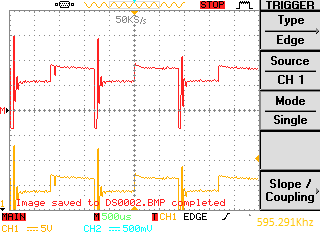 STOP
TRIGGER
50KS/s
Type
Edge
Source
CH 1
Mode
Single
M
Slope /
Coupling
Image saved to DS0002.BMP completed
MAIN M 500us T CH1 EDGE
CH1 = 5V CH2 = 500mV 595.291Khz